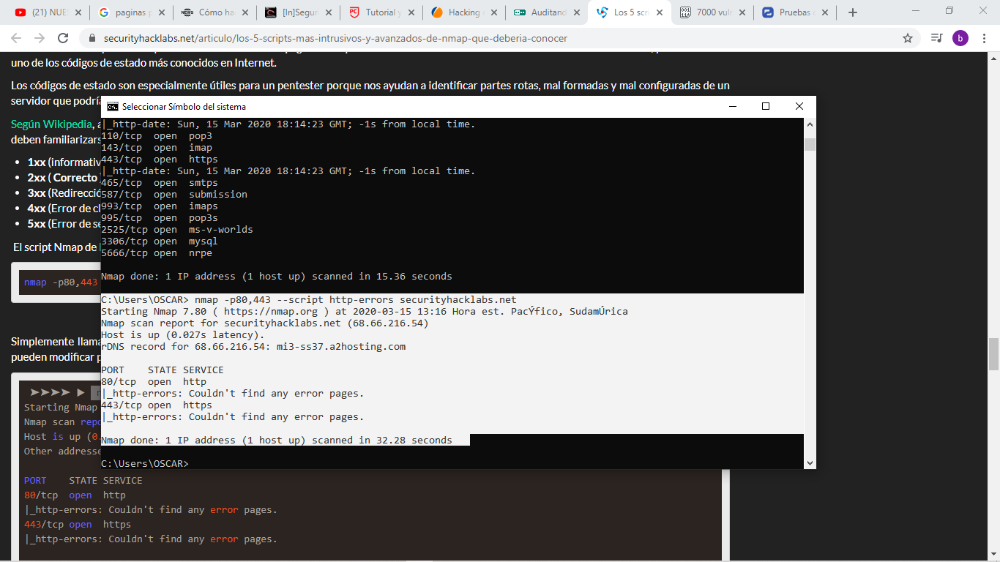 (21) NUES
paginas p
Cómo ha
[In]Segur
Tutorial y
Hacking
Auditand
Los 5 scr
7000 vuln
Pruebas
securityhacklabs.net/articulo/los-5-scripts-mas-intrusivos-y-avanzados-de-nmap-que-deberia-conocer
b
uno de los códigos de estado más conocidos en Internet.
Los códigos de estado son especialmente útiles para un pentester porque nos ayudan a identificar partes rotas, mal formadas y mal configuradas de un
servidor que podría
Según Wikipedia, a
deben familiarizars
1xx (informativ
2xx ( Correcto
3xx (Redirecció
4xx (Error de cl
5xx (Error de se
El script Nmap de
nmap -p80,443
Simplemente llama
pueden modificar p
Starting Nmap
Nmap scan repo
Host is up (0.
Other addresse
PORT    STATE SERVICE
80/tcp  open  http
|_http-errors: Couldn't find any error pages.
443/tcp open  https
|_http-errors: Couldn't find any error pages.
Seleccionar Símbolo del sistema
|_http-date: Sun, 15 Mar 2020 18:14:23 GMT; -1s from local time.
110/tcp  open  pop3
143/tcp  open  imap
443/tcp  open  https
|_http-date: Sun, 15 Mar 2020 18:14:23 GMT; -1s from local time.
465/tcp  open  smtps
587/tcp  open  submission
993/tcp  open  imaps
995/tcp  open  pop3s
2525/tcp open  ms-v-worlds
3306/tcp open  mysql
5666/tcp open  nrpe
Nmap done: 1 IP address (1 host up) scanned in 15.36 seconds
C:\Users\OSCAR> nmap -p80,443 --script http-errors securityhacklabs.net
Starting Nmap 7.80 ( https://nmap.org ) at 2020-03-15 13:16 Hora est. PacÝfico, SudamÚrica
Nmap scan report for securityhacklabs.net (68.66.216.54)
Host is up (0.027s latency).
rDNS record for 68.66.216.54: mi3-ss37.a2hosting.com
PORT    STATE SERVICE
80/tcp  open  http
|_http-errors: Couldn't find any error pages.
443/tcp open  https
|_http-errors: Couldn't find any error pages.
Nmap done: 1 IP address (1 host up) scanned in 32.28 seconds
C:\Users\OSCAR>